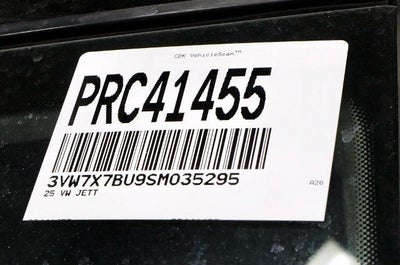 CDK VehicleScan™
PRC41455
3VW7X7BU9SM035295
25 VW JETT
A26